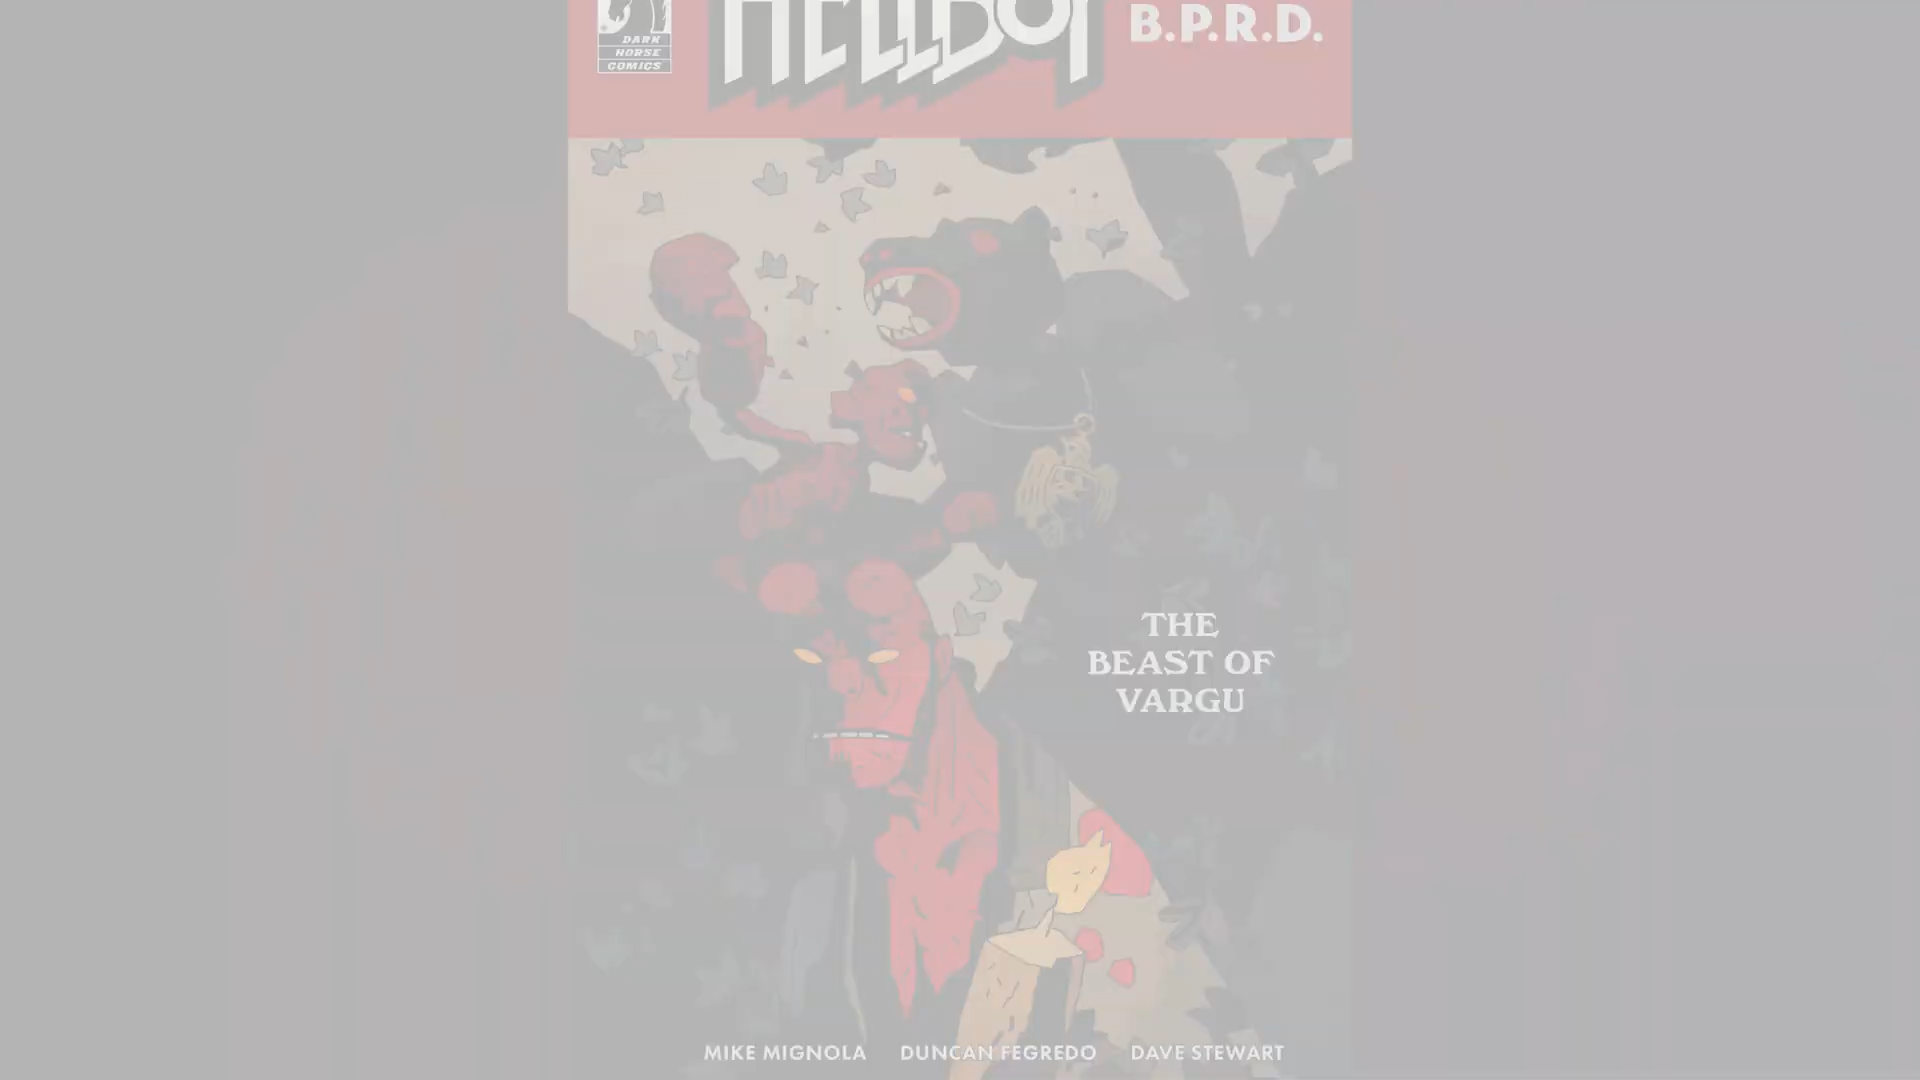 DARK
HORSE
COMICS
HELLBOY
B.P.R.D.
THE
BEAST OF
VARGU
MIKE MIGNOLA DUNCAN FEGREDO DAVE STEWART